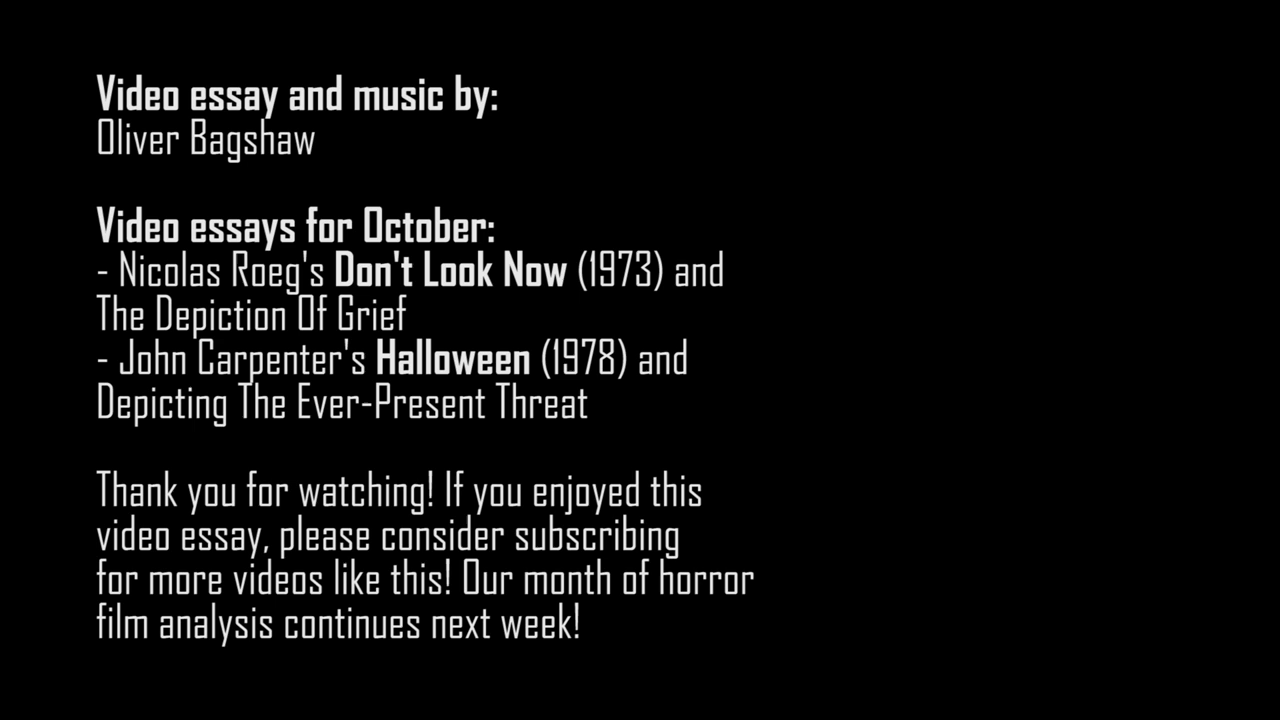 Video essay and music by:
Oliver Bagshaw
Video essays for October:
- Nicolas Roeg's Don't Look Now (1973) and
The Depiction Of Grief
- John Carpenter's Halloween (1978) and
Depicting The Ever-Present Threat
Thank you for watching! If you enjoyed this
video essay, please consider subscribing
for more videos like this! Our month of horror
film analysis continues next week!